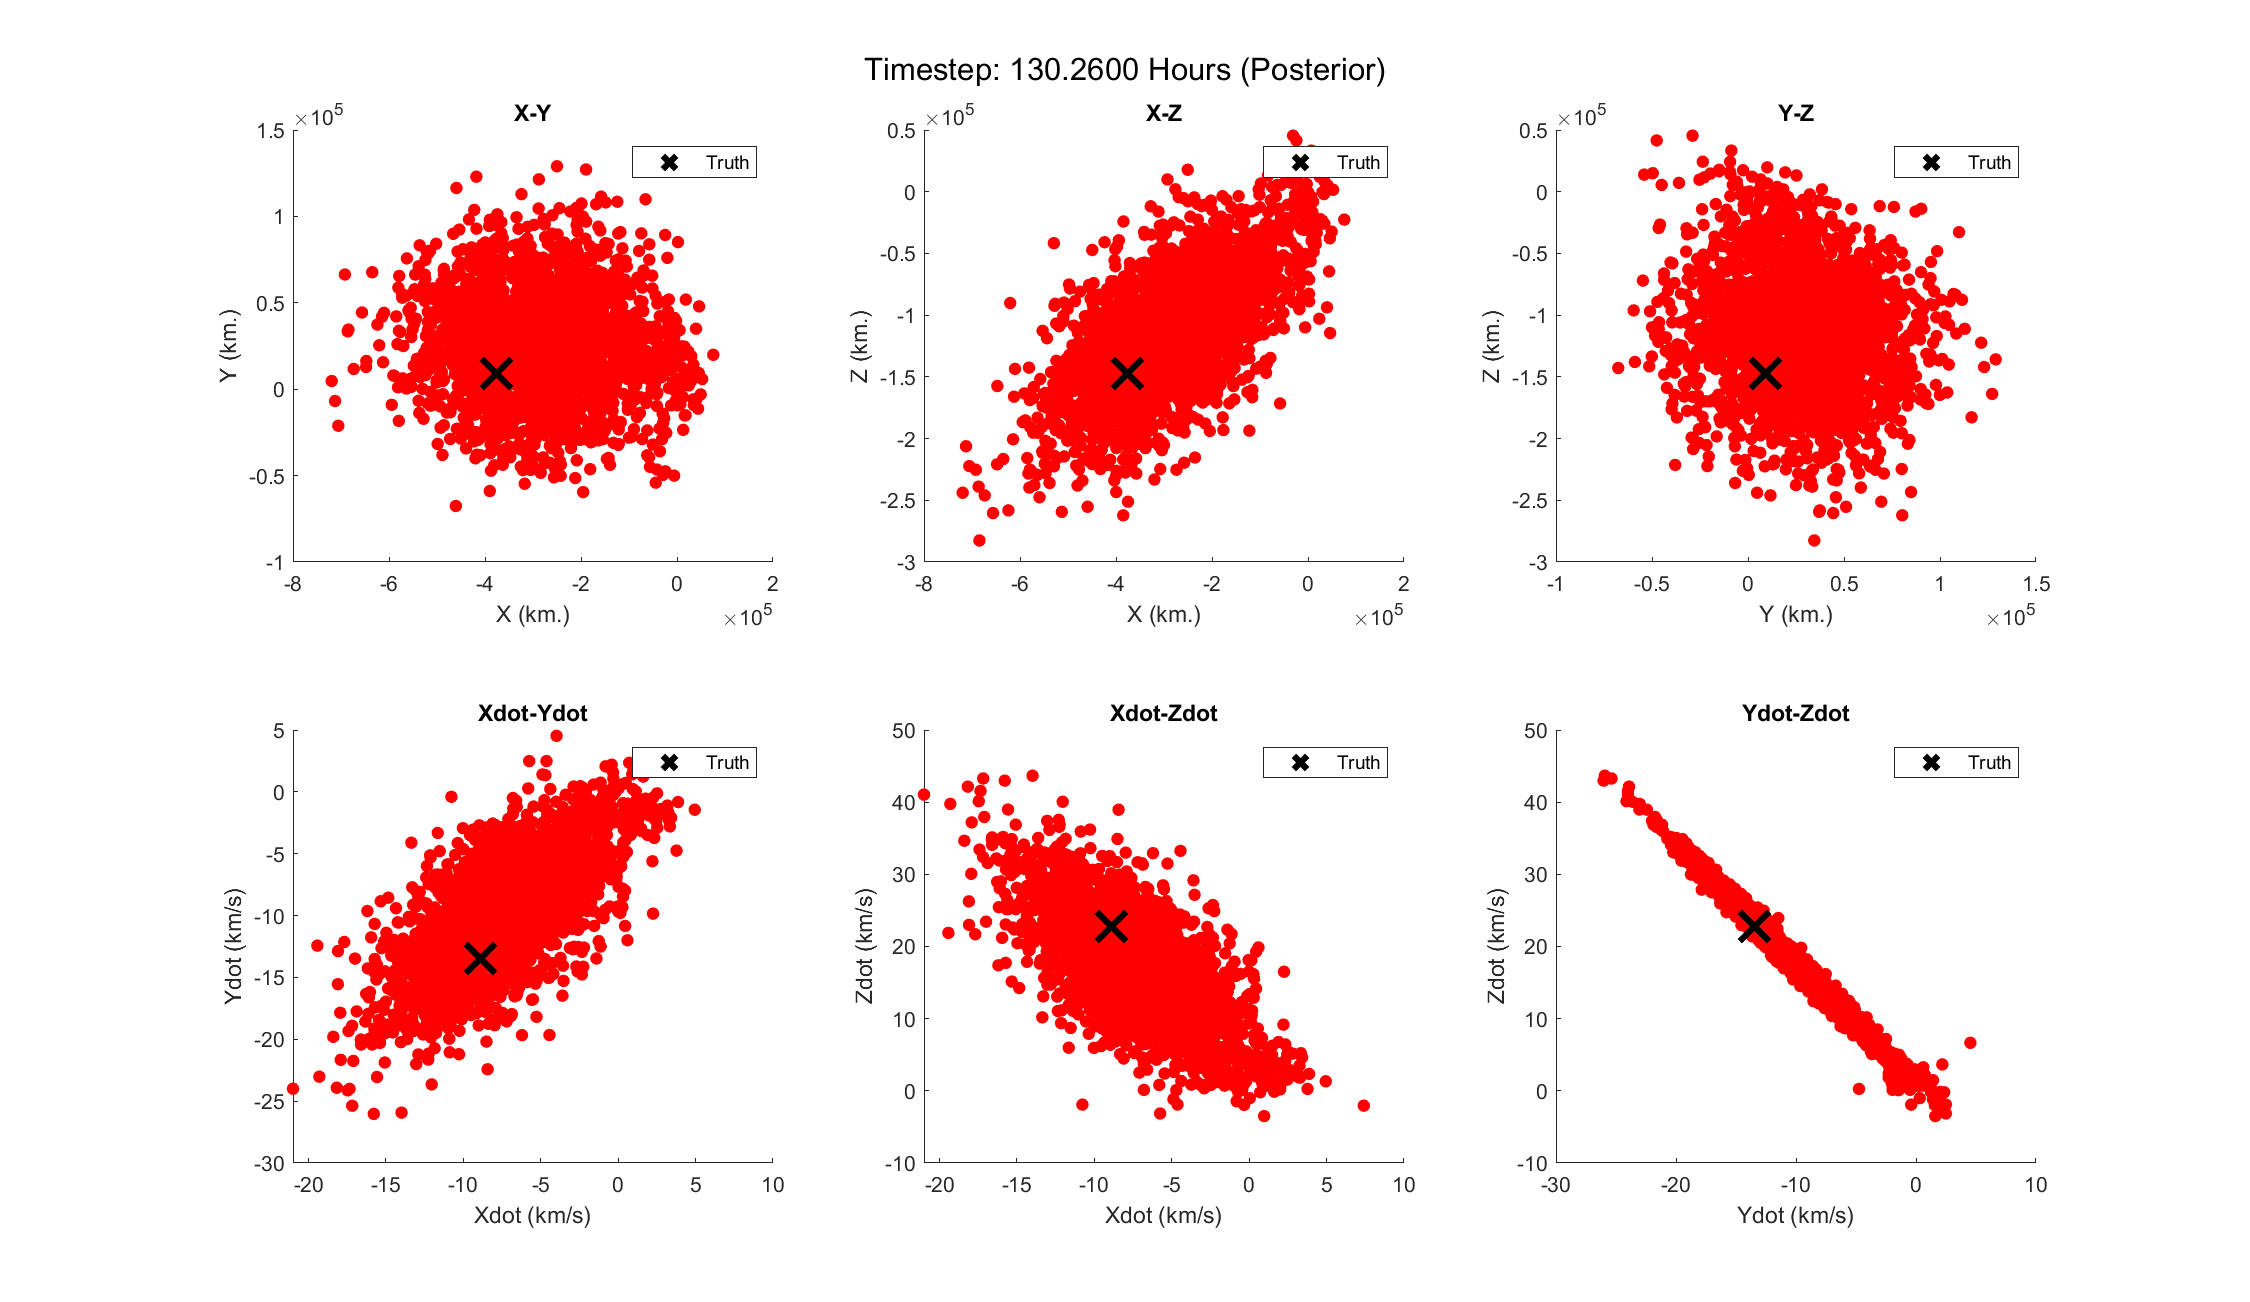 Timestep: 130.2600 Hours (Posterior)
X-Y
×10^5
1.5
1
0.5
0
-0.5
-1
Y (km.)
-8 -6 -4 -2 0 2
X (km.)
×10^5
Truth
X-Z
×10^5
0.5
0
-0.5
-1
-1.5
-2
-2.5
-3
Z (km.)
-8 -6 -4 -2 0 2
X (km.)
×10^5
Truth
Y-Z
×10^5
0.5
0
-0.5
-1
-1.5
-2
-2.5
-3
Z (km.)
-1 -0.5 0 0.5 1 1.5
Y (km.)
×10^5
Truth
Xdot-Ydot
5
0
-5
-10
-15
-20
-25
-30
Ydot (km/s)
-20 -15 -10 -5 0 5 10
Xdot (km/s)
Truth
Xdot-Zdot
50
40
30
20
10
0
-10
Zdot (km/s)
-20 -15 -10 -5 0 5 10
Xdot (km/s)
Truth
Ydot-Zdot
50
40
30
20
10
0
-10
Zdot (km/s)
-30 -20 -10 0 10
Ydot (km/s)
Truth